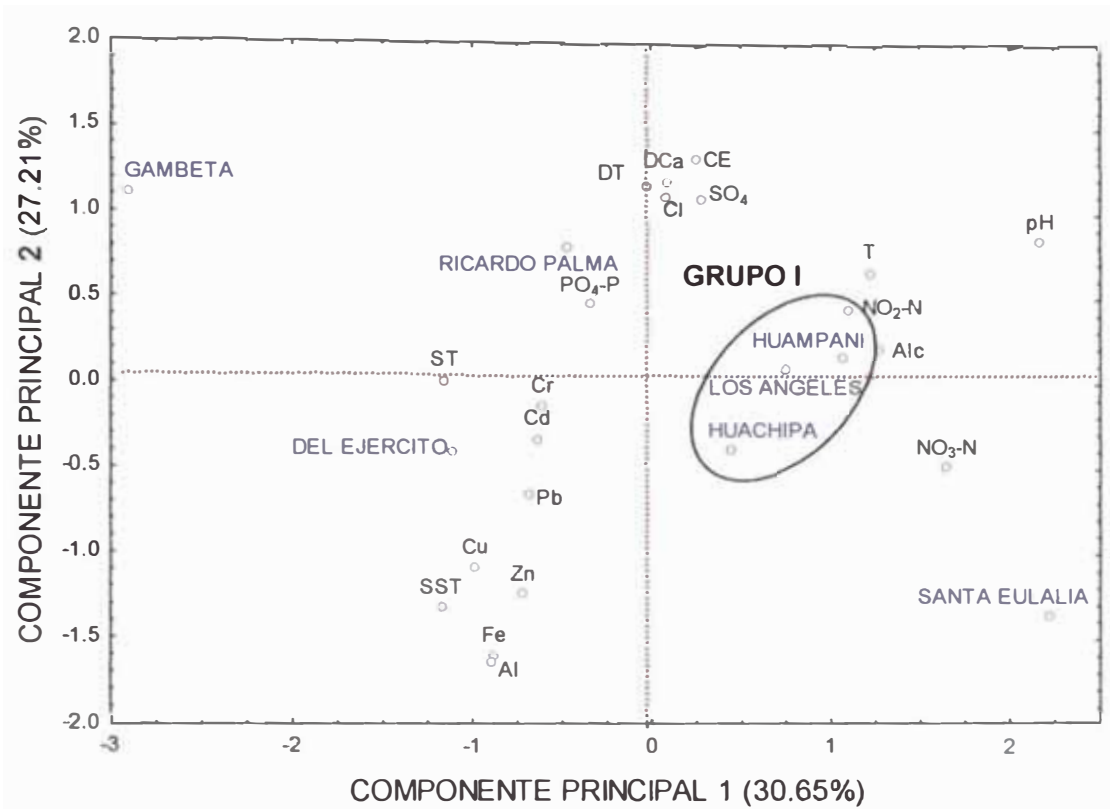 2.0
1.5
1.0
0.5
0.0
-0.5
-1.0
-1.5
-2.0
COMPONENTE PRINCIPAL 2 (27.21%)
GAMBETA
DT
DCa
CE
Cl
SO₄
pH
RICARDO PALMA
PO₄-P
GRUPO I
T
NO₂-N
HUAMPANI
Alc
ST
LOS ANGELES
Cr
Cd
HUACHIPA
DEL EJERCITO
NO₃-N
Pb
Cu
SST
Zn
SANTA EULALIA
Fe
Al
-3
-2
-1
0
1
2
COMPONENTE PRINCIPAL 1 (30.65%)